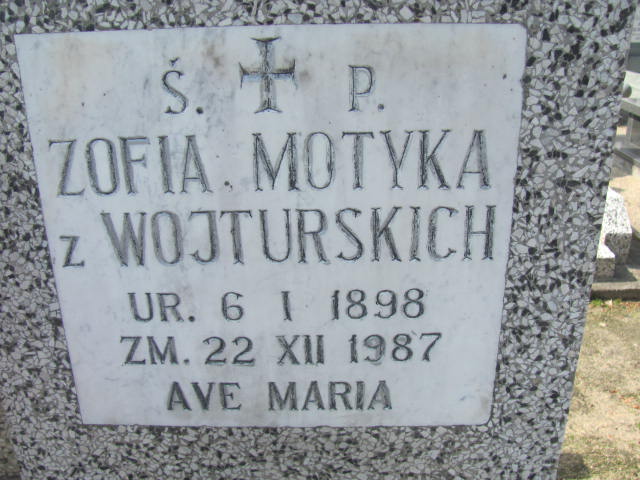 Ś. P.
ZOFIA MOTYKA
z WOJTURSKICH
UR. 6 I 1898
ZM. 22 XII 1987
AVE MARIA